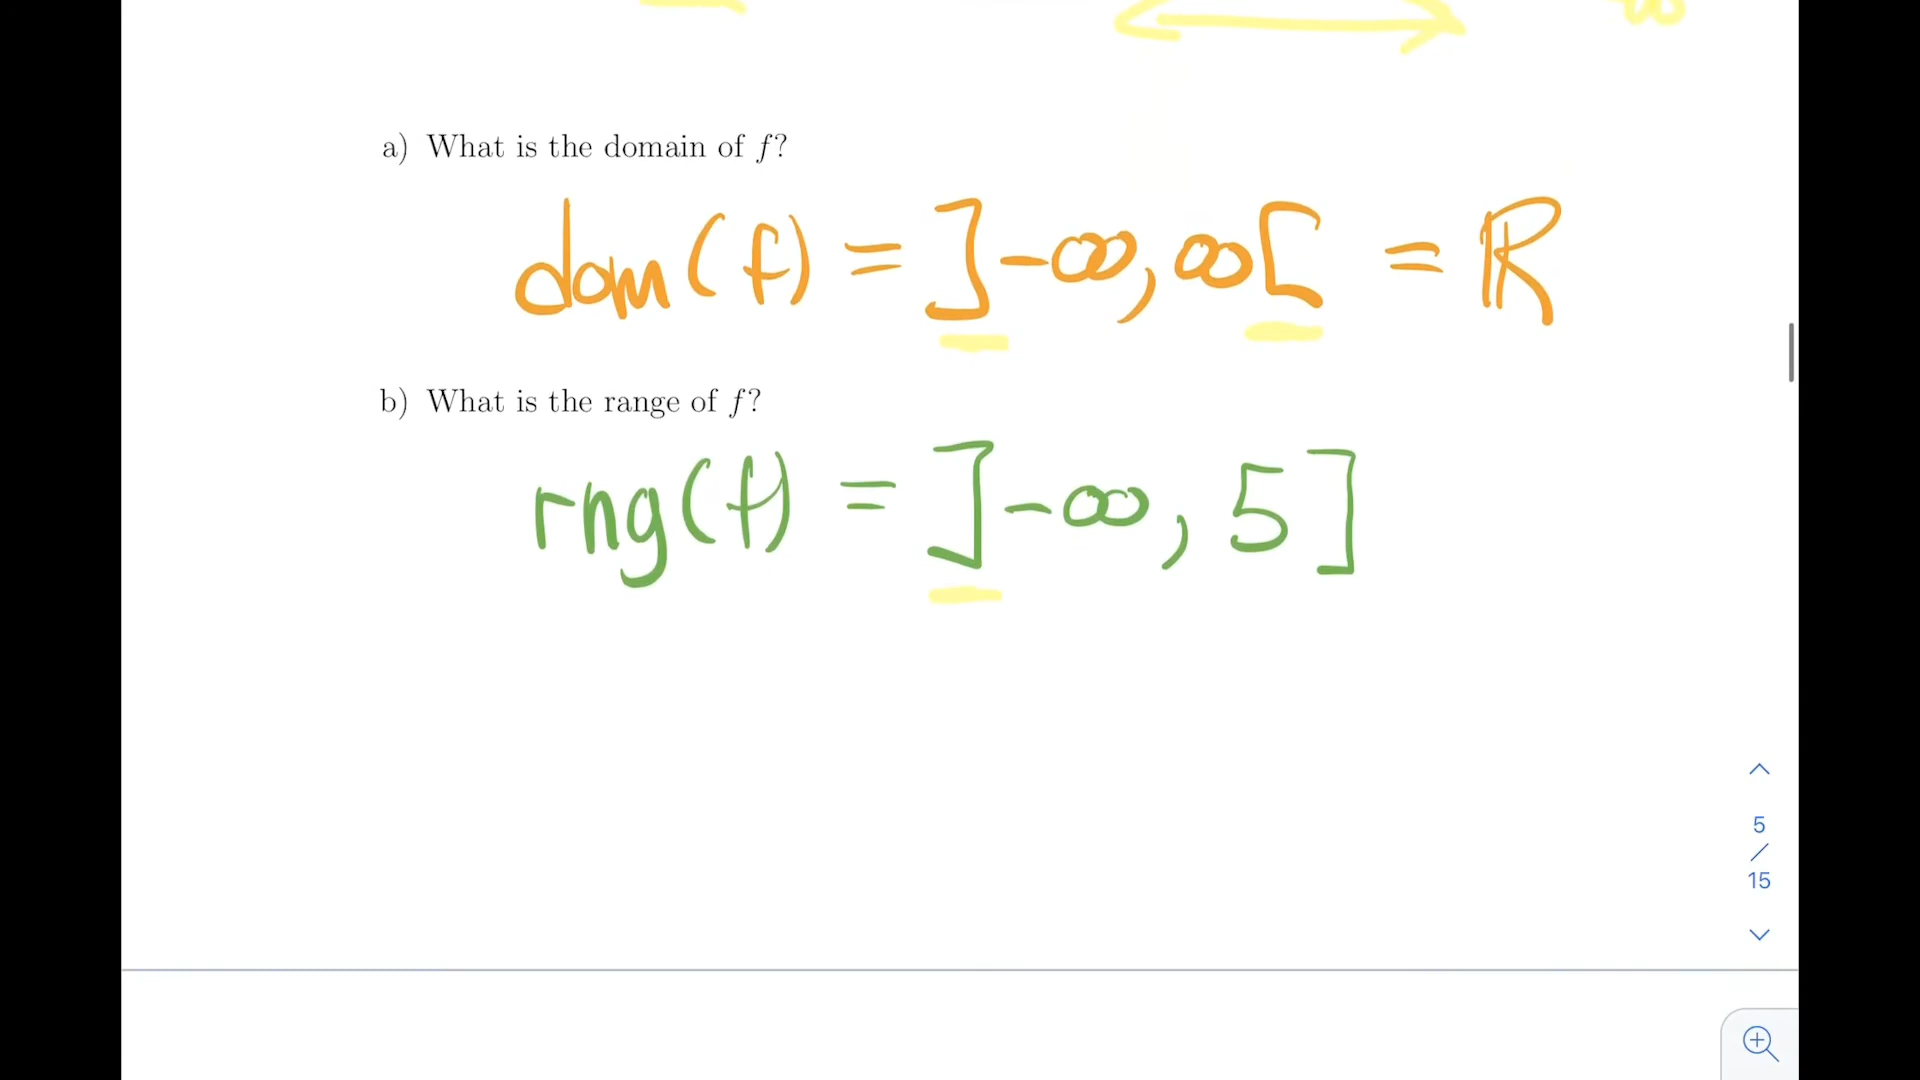 ∞
a) What is the domain of f?
dom(f) = ]-∞, ∞[ = ℝ
b) What is the range of f?
rng(f) = ]-∞, 5]
5
/
15